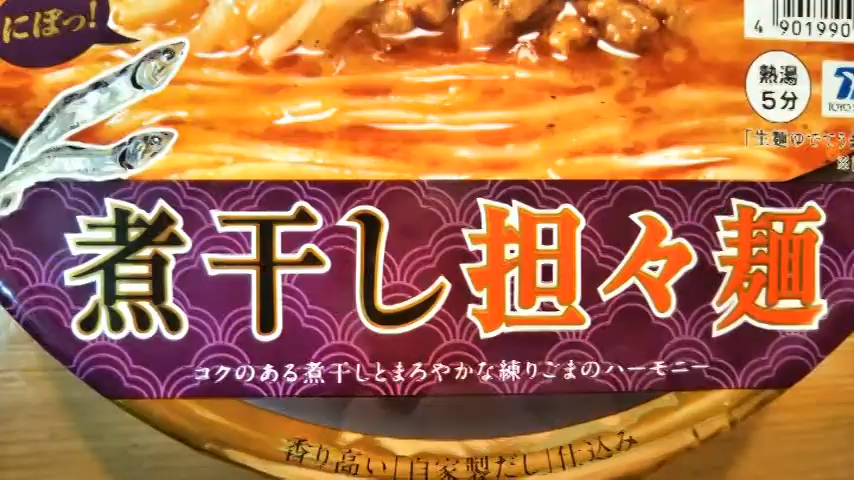 にぼっ!
4 901990
熱湯
5分
煮干し担々麺
コクのある煮干しとまろやかな練りごまのハーモニー
香り高い「自家製だし」仕込み